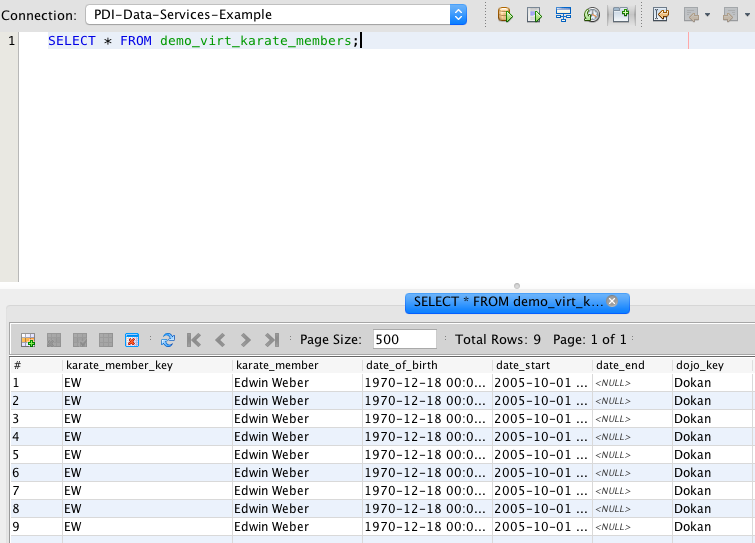 Connection: PDI-Data-Services-Example
1 SELECT * FROM demo_virt_karate_members;
SELECT * FROM demo_virt_k...
Page Size: 500 Total Rows: 9 Page: 1 of 1
# karate_member_key karate_member date_of_birth date_start date_end dojo_key
1 EW Edwin Weber 1970-12-18 00:0... 2005-10-01 ... <NULL> Dokan
2 EW Edwin Weber 1970-12-18 00:0... 2005-10-01 ... <NULL> Dokan
3 EW Edwin Weber 1970-12-18 00:0... 2005-10-01 ... <NULL> Dokan
4 EW Edwin Weber 1970-12-18 00:0... 2005-10-01 ... <NULL> Dokan
5 EW Edwin Weber 1970-12-18 00:0... 2005-10-01 ... <NULL> Dokan
6 EW Edwin Weber 1970-12-18 00:0... 2005-10-01 ... <NULL> Dokan
7 EW Edwin Weber 1970-12-18 00:0... 2005-10-01 ... <NULL> Dokan
8 EW Edwin Weber 1970-12-18 00:0... 2005-10-01 ... <NULL> Dokan
9 EW Edwin Weber 1970-12-18 00:0... 2005-10-01 ... <NULL> Dokan